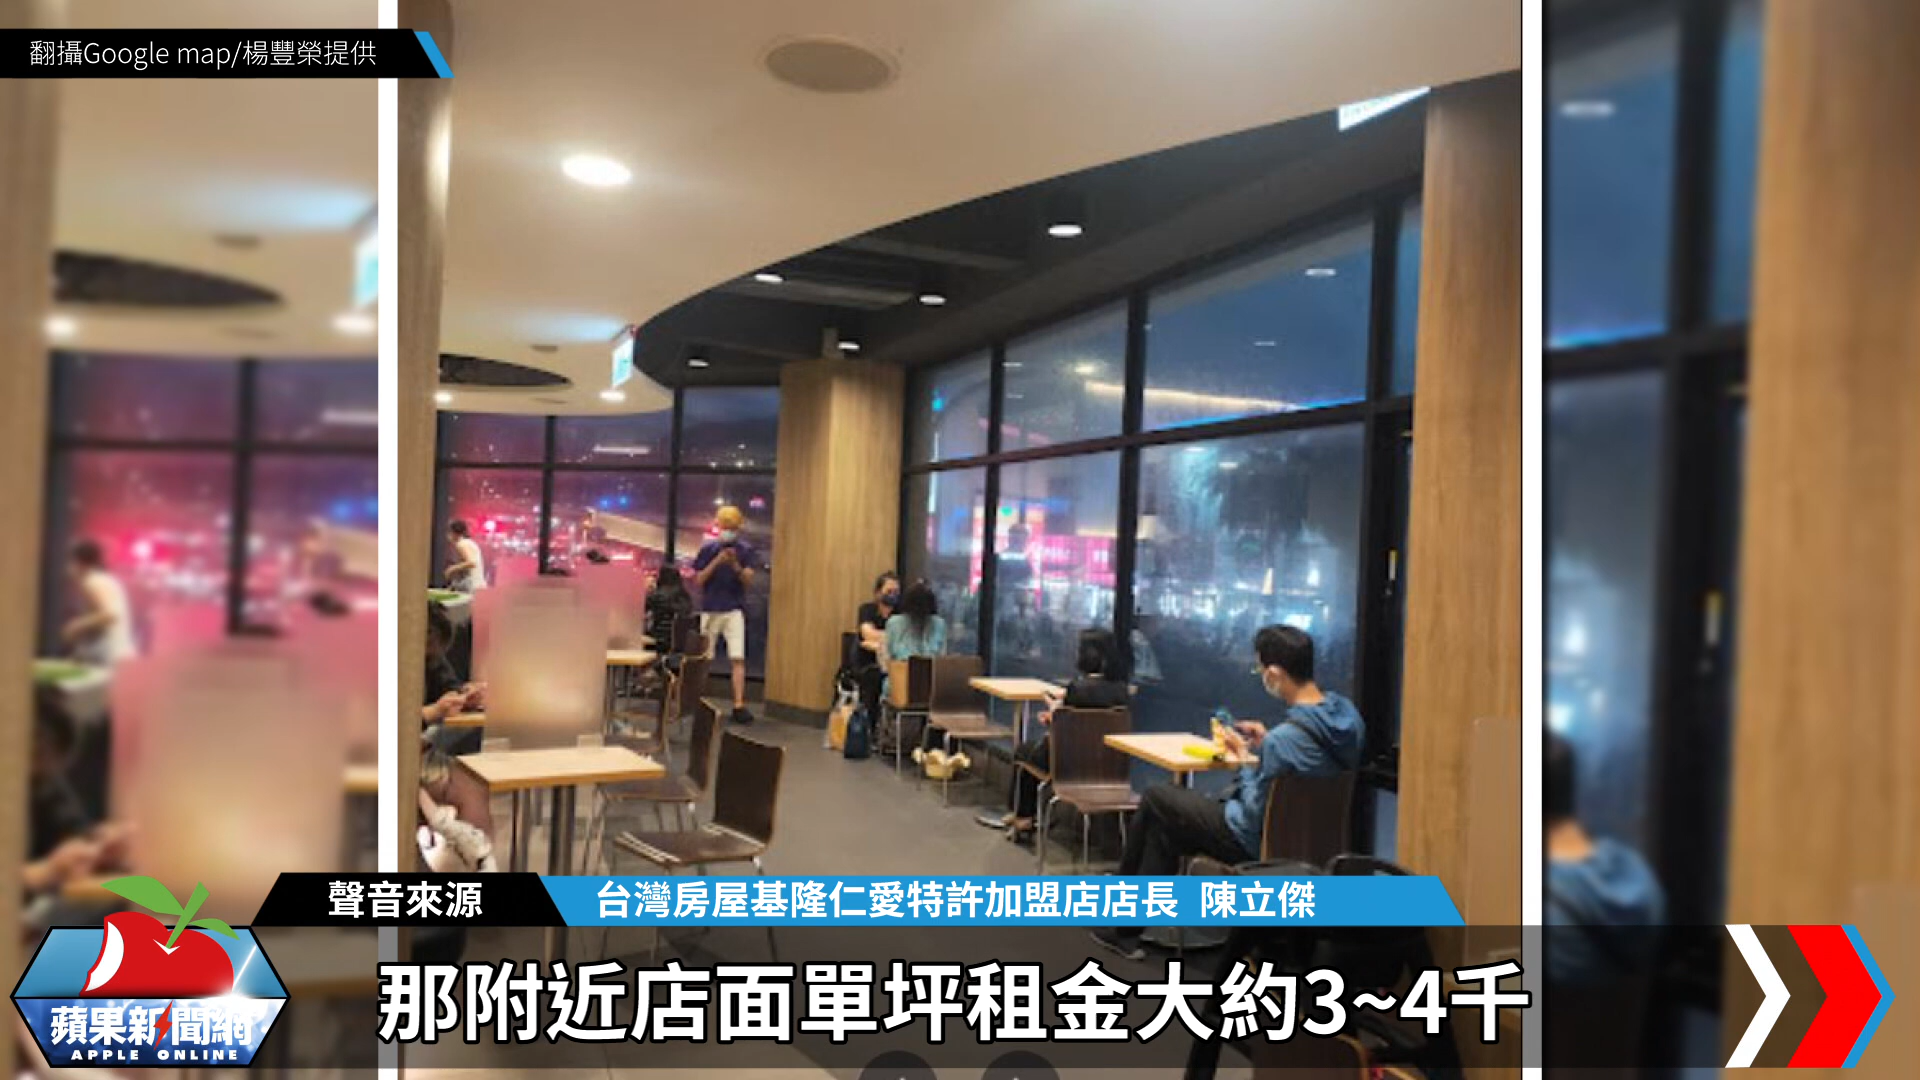 翻攝Google map/楊豐榮提供
聲音來源
台灣房屋基隆仁愛特許加盟店店長 陳立傑
那附近店面單坪租金大約3~4千
蘋果新聞網
APPLE ONLINE